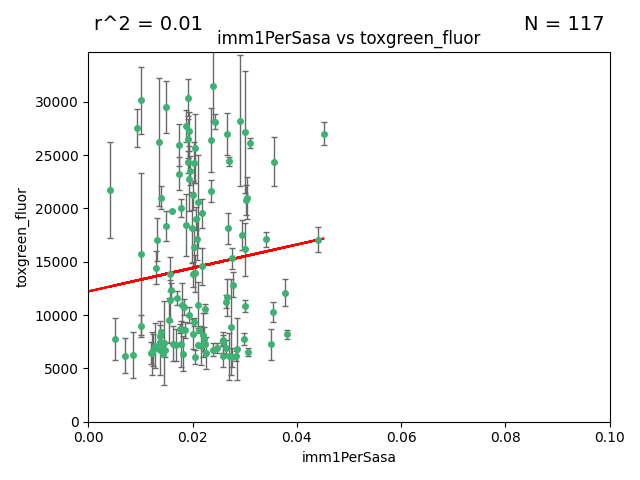 r^2 = 0.01
N = 117
imm1PerSasa vs toxgreen_fluor
30000
25000
20000
15000
10000
5000
0
toxgreen_fluor
0.00 0.02 0.04 0.06 0.08 0.10
imm1PerSasa